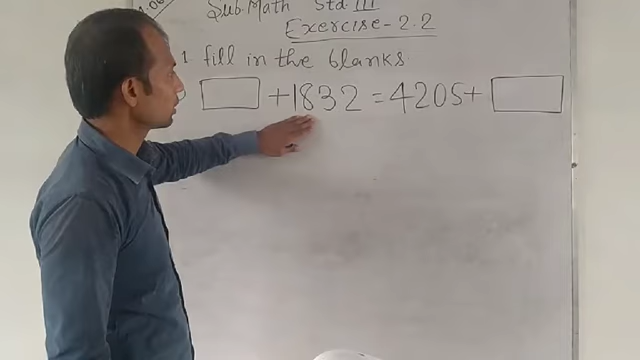 Sub. Math Std. III
Exercise-2.2
1 fill in the blanks.
+1832=4205+